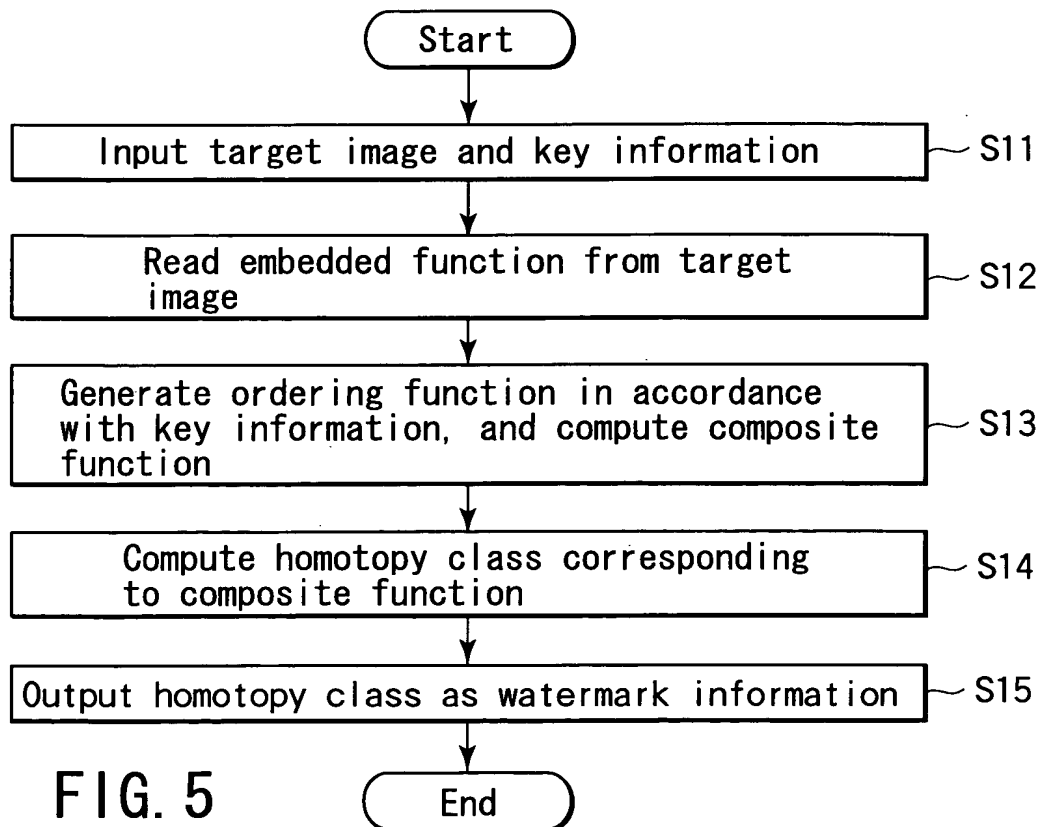 Start
Input target image and key information
S11
Read embedded function from target
image
S12
Generate ordering function in accordance
with key information, and compute composite
function
S13
Compute homotopy class corresponding
to composite function
S14
Output homotopy class as watermark information
S15
End
FIG. 5